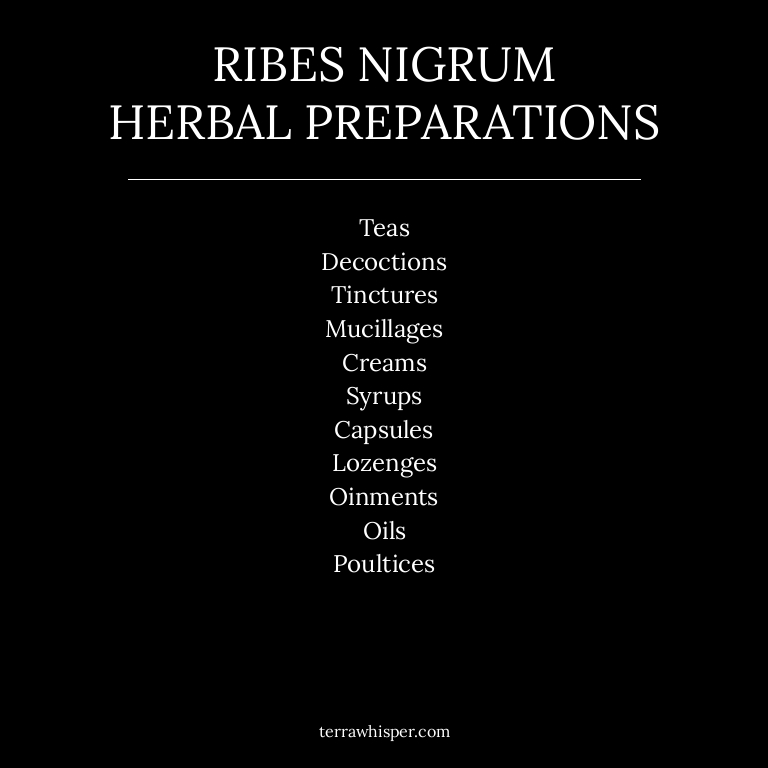 RIBES NIGRUM
HERBAL PREPARATIONS
Teas
Decoctions
Tinctures
Mucillages
Creams
Syrups
Capsules
Lozenges
Oinments
Oils
Poultices
terrawhisper.com